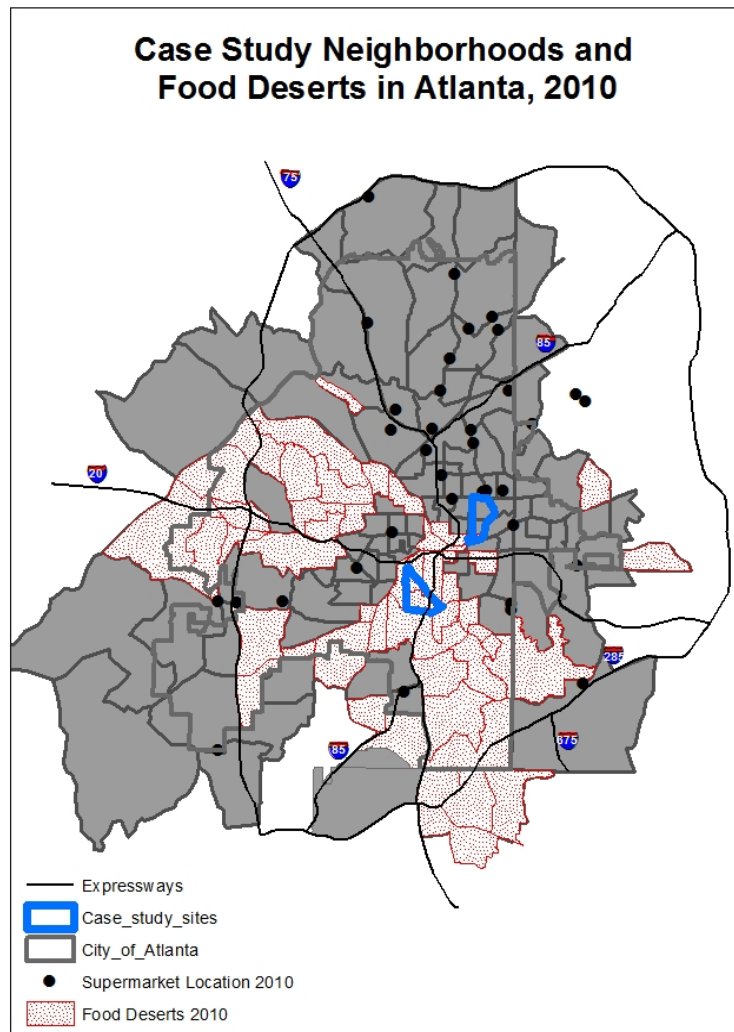 Case Study Neighborhoods and
Food Deserts in Atlanta, 2010
75
85
20
285
85
675
Expressways
Case_study_sites
City_of_Atlanta
Supermarket Location 2010
Food Deserts 2010